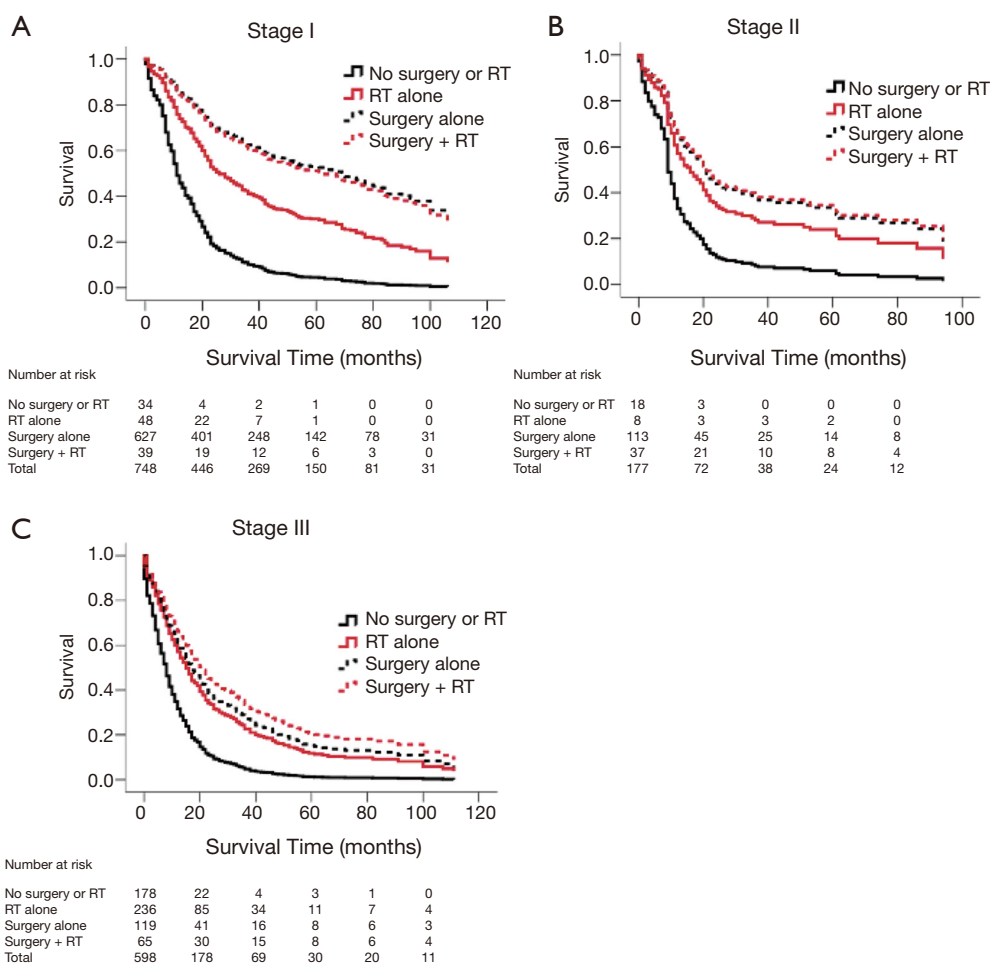 A
Stage I
1.0
0.8
0.6
0.4
0.2
0.0
Survival
No surgery or RT
RT alone
Surgery alone
Surgery + RT
0 20 40 60 80 100 120
Survival Time (months)
Number at risk
No surgery or RT 34 4 2 1 0 0
RT alone 48 22 7 1 0 0
Surgery alone 627 401 248 142 78 31
Surgery + RT 39 19 12 6 3 0
Total 748 446 269 150 81 31
B
Stage II
1.0
0.8
0.6
0.4
0.2
0.0
Survival
No surgery or RT
RT alone
Surgery alone
Surgery + RT
0 20 40 60 80 100
Survival Time (months)
Number at risk
No surgery or RT 18 3 0 0 0
RT alone 8 3 3 2 0
Surgery alone 113 45 25 14 8
Surgery + RT 37 21 10 8 4
Total 177 72 38 24 12
C
Stage III
1.0
0.8
0.6
0.4
0.2
0.0
Survival
No surgery or RT
RT alone
Surgery alone
Surgery + RT
0 20 40 60 80 100 120
Survival Time (months)
Number at risk
No surgery or RT 178 22 4 3 1 0
RT alone 236 85 34 11 7 4
Surgery alone 119 41 16 8 6 3
Surgery + RT 65 30 15 8 6 4
Total 598 178 69 30 20 11